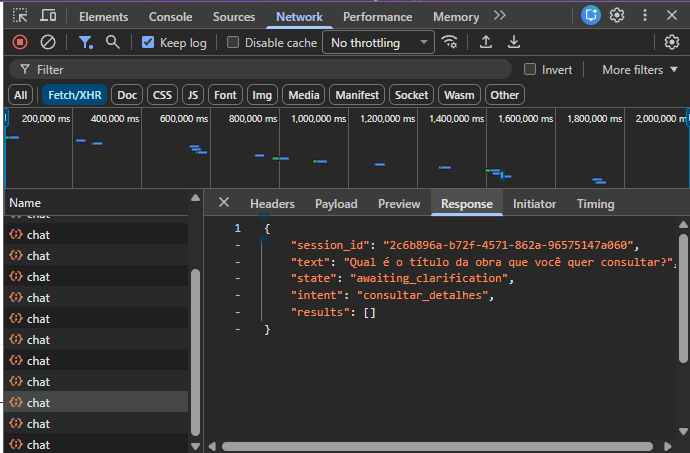 Elements Console Sources Network Performance Memory
Keep log Disable cache No throttling
Filter Invert More filters
All Fetch/XHR Doc CSS JS Font Img Media Manifest Socket Wasm Other
200,000 ms 400,000 ms 600,000 ms 800,000 ms 1,000,000 ms 1,200,000 ms 1,400,000 ms 1,600,000 ms 1,800,000 ms 2,000,000 ms
Name
Headers Payload Preview Response Initiator Timing
chat
chat
chat
chat
chat
chat
chat
chat
chat
chat
chat
chat
1 {
- "session_id": "2c6b896a-b72f-4571-862a-96575147a060",
- "text": "Qual é o título da obra que você quer consultar?",
- "state": "awaiting_clarification",
- "intent": "consultar_detalhes",
- "results": []
- }